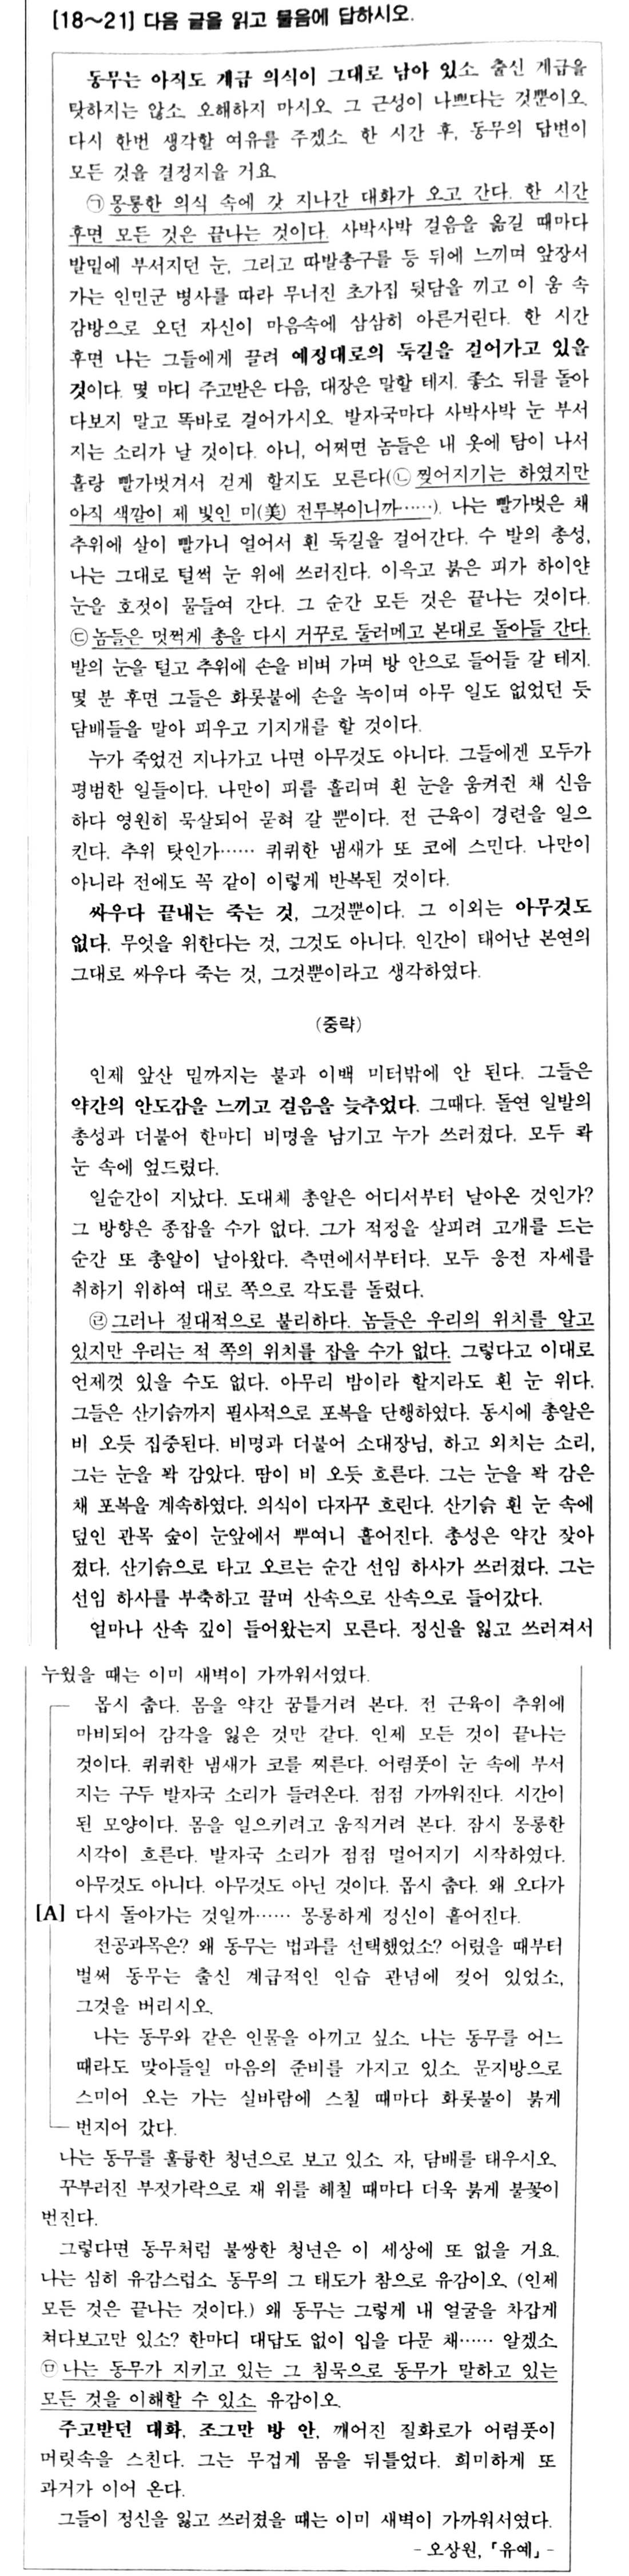 [18～21] 다음 글을 읽고 물음에 답하시오.
동무는 아직도 계급 의식이 그대로 남아 있소. 출신 계급을
탓하지는 않소. 오해하지 마시오. 그 근성이 나쁘다는 것뿐이오.
다시 한번 생각할 여유를 주겠소. 한 시간 후, 동무의 답변이
모든 것을 결정지을 거요.
㉠몽롱한 의식 속에 갓 지나간 대화가 오고 간다. 한 시간
후면 모든 것은 끝나는 것이다. 사박사박 걸음을 옮길 때마다
발밑에 부서지던 눈, 그리고 따발총구를 등 뒤에 느끼며 앞장서
가는 인민군 병사를 따라 무너진 초가집 뒷담을 끼고 이 움 속
감방으로 오던 자신이 마음속에 삼삼히 아른거린다. 한 시간
후면 나는 그들에게 끌려 예정대로의 둑길을 걸어가고 있을
것이다. 몇 마디 주고받은 다음, 대장은 말할 테지. 좋소. 뒤를 돌아
다보지 말고 똑바로 걸어가시오. 발자국마다 사박사박 눈 부서
지는 소리가 날 것이다. 아니, 어쩌면 놈들은 내 옷에 탐이 나서
홀랑 빨가벗겨서 걷게 할지도 모른다(㉡찢어지기는 하였지만
아직 색깔이 제 빛인 미(美) 전투복이니까……). 나는 빨가벗은 채
추위에 살이 빨가니 얼어서 흰 둑길을 걸어간다. 수 발의 총성,
나는 그대로 털썩 눈 위에 쓰러진다. 이윽고 붉은 피가 하이얀
눈을 호젓이 물들여 간다. 그 순간 모든 것은 끝나는 것이다.
㉢놈들은 멋쩍게 총을 다시 거꾸로 둘러메고 본대로 돌아들 간다.
발의 눈을 털고 추위에 손을 비벼 가며 방 안으로 들어들 갈 테지.
몇 분 후면 그들은 화롯불에 손을 녹이며 아무 일도 없었던 듯
담배들을 말아 피우고 기지개를 할 것이다.
누가 죽었건 지나가고 나면 아무것도 아니다. 그들에겐 모두가
평범한 일들이다. 나만이 피를 흘리며 흰 눈을 움켜쥔 채 신음
하다 영원히 묵살되어 묻혀 갈 뿐이다. 전 근육이 경련을 일으
킨다. 추위 탓인가…… 퀴퀴한 냄새가 또 코에 스민다. 나만이
아니라 전에도 꼭 같이 이렇게 반복된 것이다.
싸우다 끝내는 죽는 것, 그것뿐이다. 그 이외는 아무것도
없다. 무엇을 위한다는 것, 그것도 아니다. 인간이 태어난 본연의
그대로 싸우다 죽는 것, 그것뿐이라고 생각하였다.
(중략)
인제 앞산 밑까지는 불과 이백 미터밖에 안 된다. 그들은
약간의 안도감을 느끼고 걸음을 늦추었다. 그때다. 돌연 일발의
총성과 더불어 한마디 비명을 남기고 누가 쓰러졌다. 모두 콱
눈 속에 엎드렸다.
일순간이 지났다. 도대체 총알은 어디서부터 날아온 것인가?
그 방향은 종잡을 수가 없다. 그가 적정을 살피려 고개를 드는
순간 또 총알이 날아왔다. 측면에서부터다. 모두 응전 자세를
취하기 위하여 대로 쪽으로 각도를 돌렸다.
㉣그러나 절대적으로 불리하다. 놈들은 우리의 위치를 알고
있지만 우리는 적 쪽의 위치를 잡을 수가 없다. 그렇다고 이대로
언제껏 있을 수도 없다. 아무리 밤이라 할지라도 흰 눈 위다.
그들은 산기슭까지 필사적으로 포복을 단행하였다. 동시에 총알은
비 오듯 집중된다. 비명과 더불어 소대장님, 하고 외치는 소리,
그는 눈을 꽉 감았다. 땀이 비 오듯 흐른다. 그는 눈을 꽉 감은
채 포복을 계속하였다. 의식이 다자꾸 흐린다. 산기슭 흰 눈 속에
덮인 관목 숲이 눈앞에서 뿌여니 흩어진다. 총성은 약간 잦아
졌다. 산기슭으로 타고 오르는 순간 선임 하사가 쓰러졌다. 그는
선임 하사를 부축하고 끌며 산속으로 산속으로 들어갔다.
얼마나 산속 깊이 들어왔는지 모른다. 정신을 잃고 쓰러져서
누웠을 때는 이미 새벽이 가까워서였다.
몹시 춥다. 몸을 약간 꿈틀거려 본다. 전 근육이 추위에
마비되어 감각을 잃은 것만 같다. 인제 모든 것이 끝나는
것이다. 퀴퀴한 냄새가 코를 찌른다. 어렴풋이 눈 속에 부서
지는 구두 발자국 소리가 들려온다. 점점 가까워진다. 시간이
된 모양이다. 몸을 일으키려고 움직거려 본다. 잠시 몽롱한
시각이 흐른다. 발자국 소리가 점점 멀어지기 시작하였다.
아무것도 아니다. 아무것도 아닌 것이다. 몹시 춥다. 왜 오다가
[A] 다시 돌아가는 것일까…… 몽롱하게 정신이 흩어진다.
전공과목은? 왜 동무는 법과를 선택했었소? 어렸을 때부터
벌써 동무는 출신 계급적인 인습 관념에 젖어 있었소.
그것을 버리시오.
나는 동무와 같은 인물을 아끼고 싶소. 나는 동무를 어느
때라도 맞아들일 마음의 준비를 가지고 있소. 문지방으로
스미어 오는 가는 실바람에 스칠 때마다 화롯불이 붉게
번지어 갔다.
나는 동무를 훌륭한 청년으로 보고 있소. 자, 담배를 태우시오.
꾸부러진 부젓가락으로 재 위를 헤칠 때마다 더욱 붉게 불꽃이
번진다.
그렇다면 동무처럼 불쌍한 청년은 이 세상에 또 없을 거요.
나는 심히 유감스럽소. 동무의 그 태도가 참으로 유감이오. (인제
모든 것은 끝나는 것이다.) 왜 동무는 그렇게 내 얼굴을 차갑게
쳐다보고만 있소? 한마디 대답도 없이 입을 다문 채…… 알겠소.
㉤나는 동무가 지키고 있는 그 침묵으로 동무가 말하고 있는
모든 것을 이해할 수 있소. 유감이오.
주고받던 대화, 조그만 방 안, 깨어진 질화로가 어렴풋이
머릿속을 스친다. 그는 무겁게 몸을 뒤틀었다. 희미하게 또
과거가 이어 온다.
그들이 정신을 잃고 쓰러졌을 때는 이미 새벽이 가까워서였다.
- 오상원, 「유예」 -